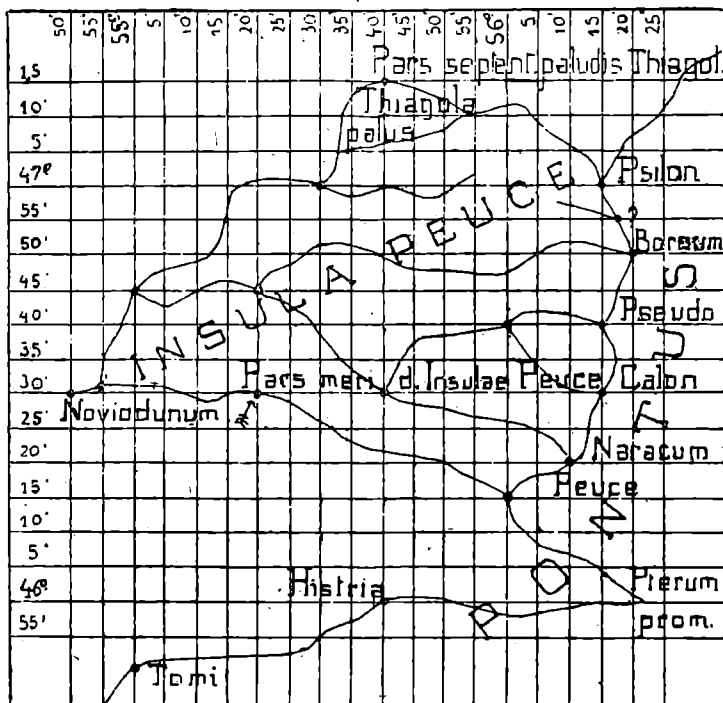 50' 55' 55° 5' 10' 15' 20' 25' 30' 35' 40' 45' 50' 55' 56° 5' 10' 15' 20' 25'
Pars septent. paludis Thiagol.
15'
Thiagola
10'
palus
5'
47° Psilon
55' ?
INSULA PEUCE
50' Boreum
45'
40' Pseudo
35'
Pars merid. Insulae Peuce Calon
30'
Noviodunum
25'
20' Naracum
Peuce
15'
10'
5'
PONTUS
Histria Pterum
46°
prom.
55'
Tomi